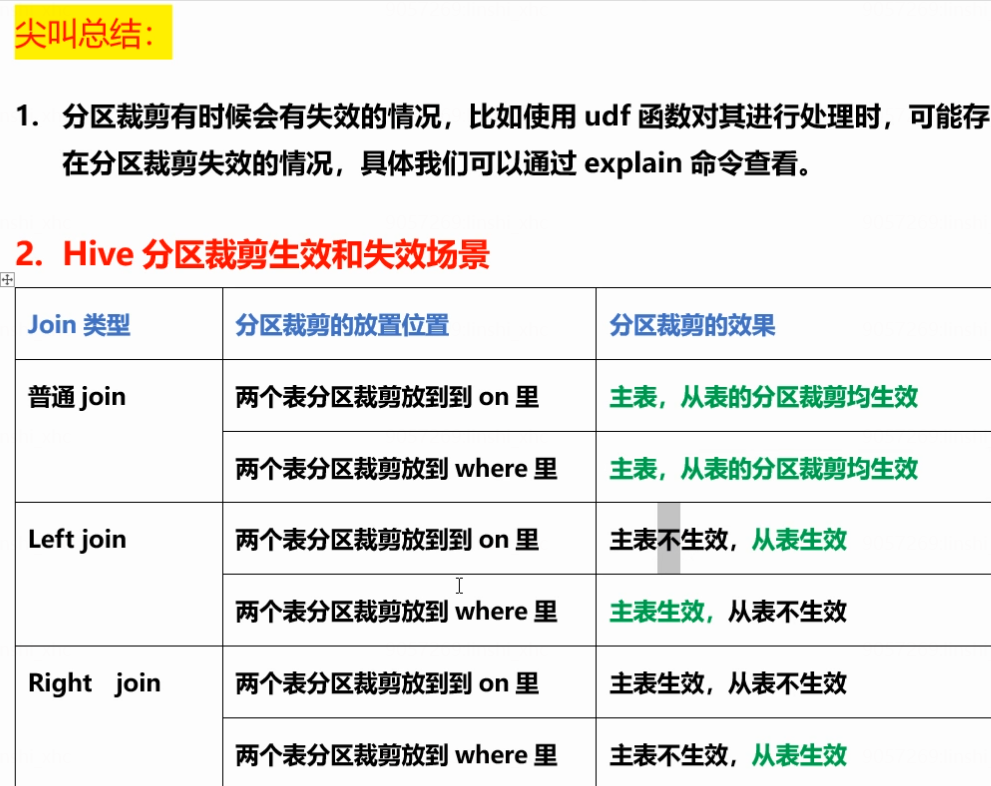 尖叫总结：
1. 分区裁剪有时候会有失效的情况，比如使用 udf 函数对其进行处理时，可能存
在分区裁剪失效的情况，具体我们可以通过 explain 命令查看。
2. Hive 分区裁剪生效和失效场景
Join 类型 分区裁剪的放置位置 分区裁剪的效果
普通 join 两个表分区裁剪放到到 on 里 主表，从表的分区裁剪均生效
两个表分区裁剪放到 where 里 主表，从表的分区裁剪均生效
Left join 两个表分区裁剪放到到 on 里 主表不生效，从表生效
两个表分区裁剪放到 where 里 主表生效，从表不生效
Right join 两个表分区裁剪放到到 on 里 主表生效，从表不生效
两个表分区裁剪放到 where 里 主表不生效，从表生效